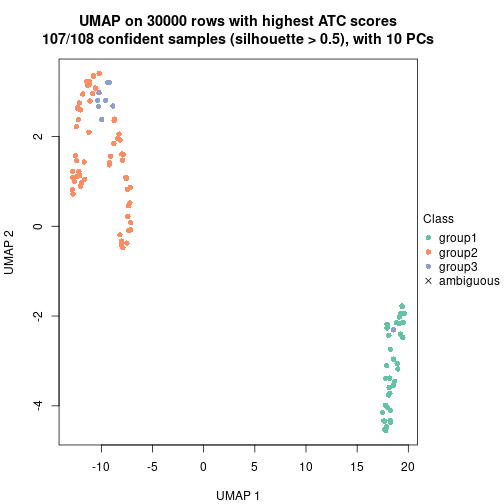 UMAP on 30000 rows with highest ATC scores
107/108 confident samples (silhouette > 0.5), with 10 PCs
UMAP 2
2
0
-2
-4
-10
-5
0
5
10
15
20
UMAP 1
Class
group1
group2
group3
ambiguous